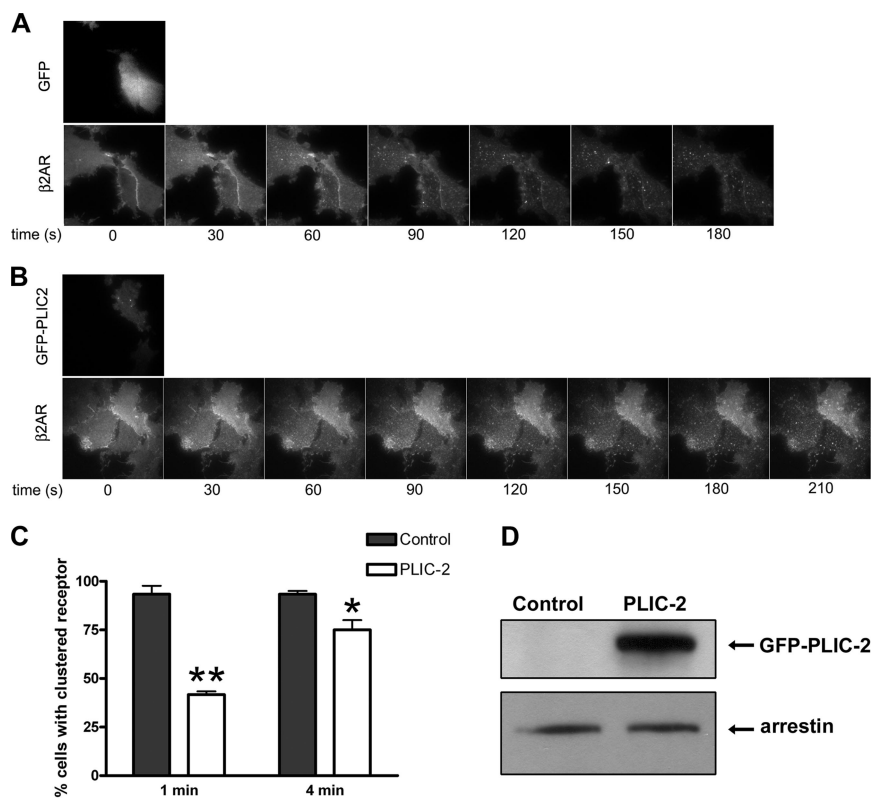 A
GFP
β2AR
time (s) 0 30 60 90 120 150 180
B
GFP-PLIC2
β2AR
time (s) 0 30 60 90 120 150 180 210
C
Control
PLIC-2
% cells with clustered receptor
100
75
50
25
0
**
*
1 min 4 min
D
Control PLIC-2
GFP-PLIC-2
arrestin